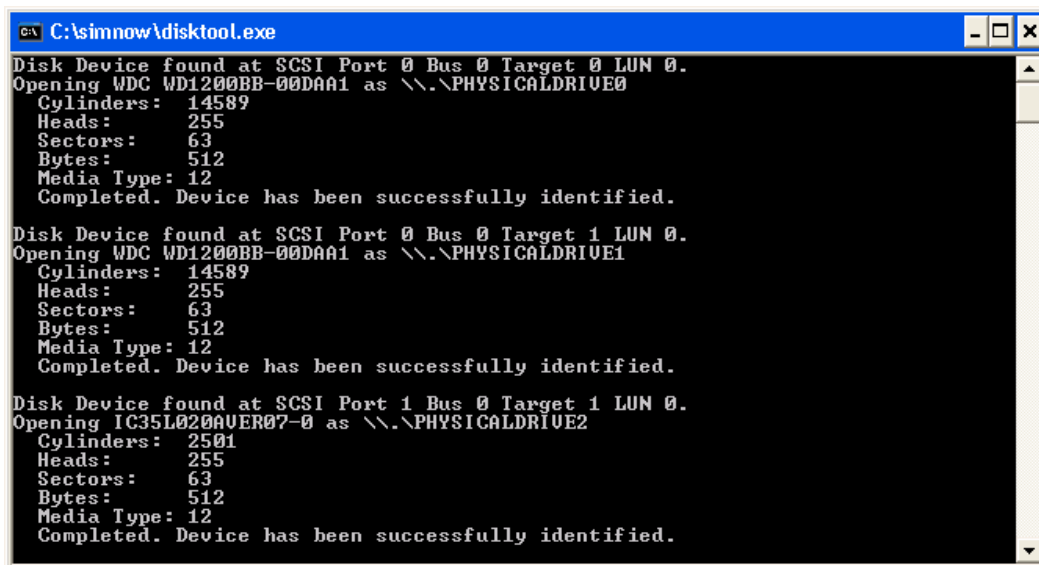 C:\simnow\disktool.exe
Disk Device found at SCSI Port 0 Bus 0 Target 0 LUN 0.
Opening WDC WD1200BB-00DAA1 as \\.\PHYSICALDRIVE0
Cylinders: 14589
Heads: 255
Sectors: 63
Bytes: 512
Media Type: 12
Completed. Device has been successfully identified.
Disk Device found at SCSI Port 0 Bus 0 Target 1 LUN 0.
Opening WDC WD1200BB-00DAA1 as \\.\PHYSICALDRIVE1
Cylinders: 14589
Heads: 255
Sectors: 63
Bytes: 512
Media Type: 12
Completed. Device has been successfully identified.
Disk Device found at SCSI Port 1 Bus 0 Target 1 LUN 0.
Opening IC35L020AVER07-0 as \\.\PHYSICALDRIVE2
Cylinders: 2501
Heads: 255
Sectors: 63
Bytes: 512
Media Type: 12
Completed. Device has been successfully identified.